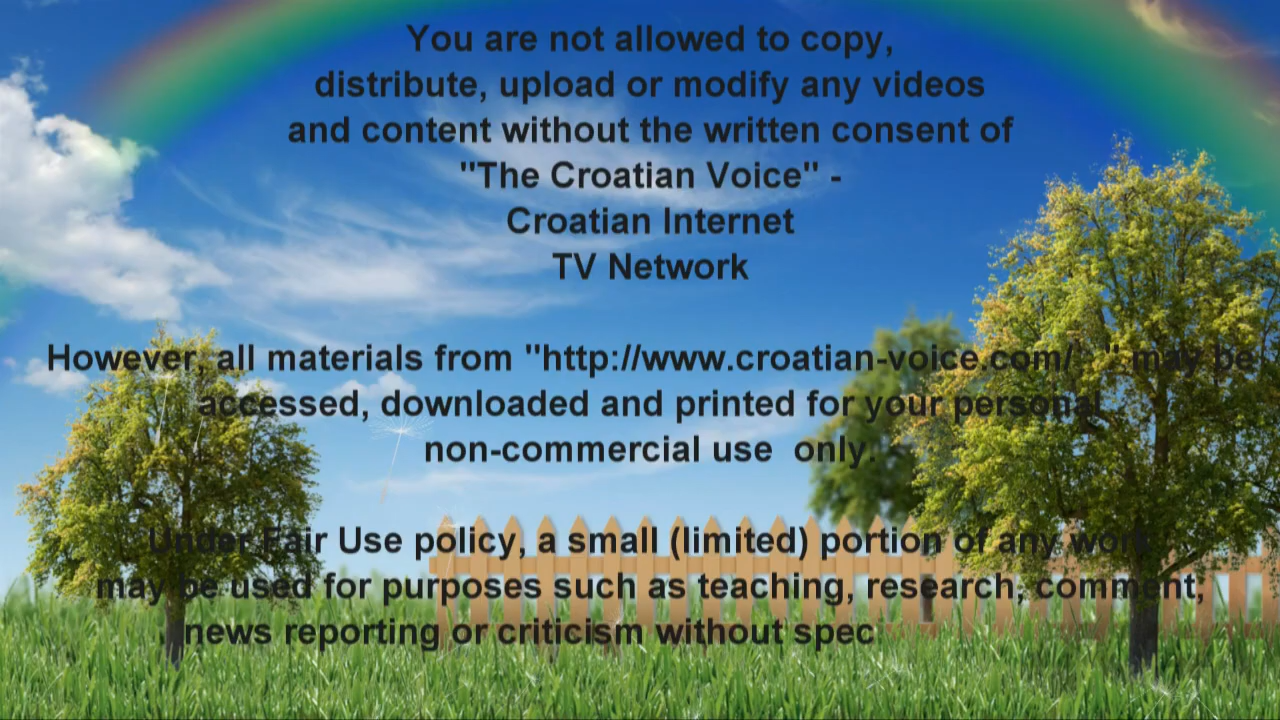 You are not allowed to copy,
distribute, upload or modify any videos
and content without the written consent of
"The Croatian Voice" -
Croatian Internet
TV Network
However, all materials from "http://www.croatian-voice.com/ - " may be
accessed, downloaded and printed for your personal
non-commercial use only.
Under Fair Use policy, a small (limited) portion of any work
may be used for purposes such as teaching, research, comment,
news reporting or criticism without spec